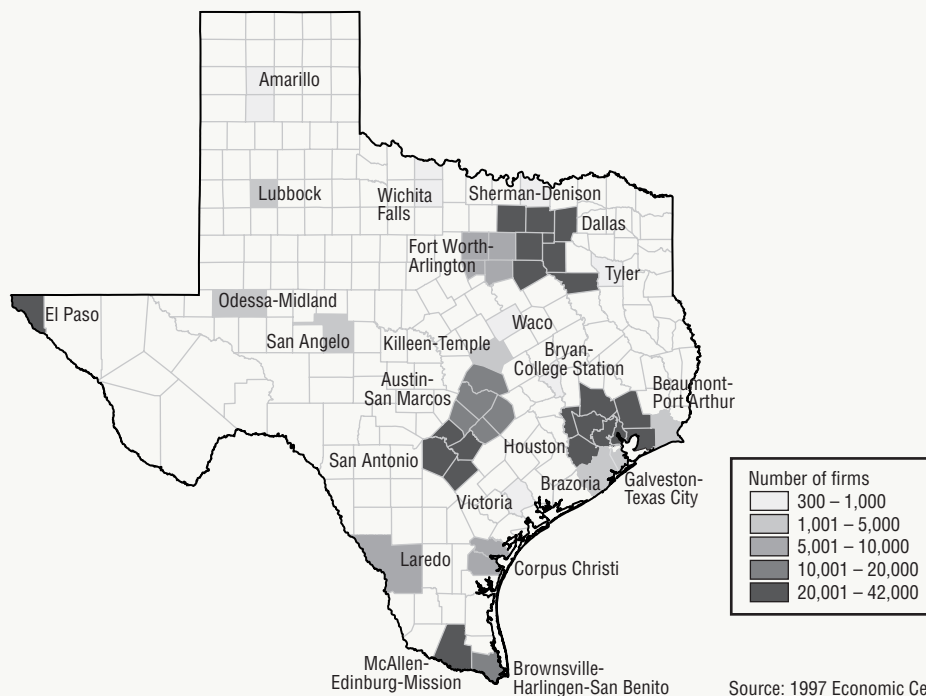 Amarillo
Lubbock
Wichita
Falls
Sherman-Denison
Dallas
Fort Worth-
Arlington
Tyler
El Paso
Odessa-Midland
San Angelo
Waco
Killeen-Temple
Bryan-
College Station
Austin-
San Marcos
Beaumont-
Port Arthur
Houston
San Antonio
Brazoria
Galveston-
Texas City
Victoria
Laredo
Corpus Christi
McAllen-
Edinburg-Mission
Brownsville-
Harlingen-San Benito
Number of firms
300 – 1,000
1,001 – 5,000
5,001 – 10,000
10,001 – 20,000
20,001 – 42,000
Source: 1997 Economic Ce